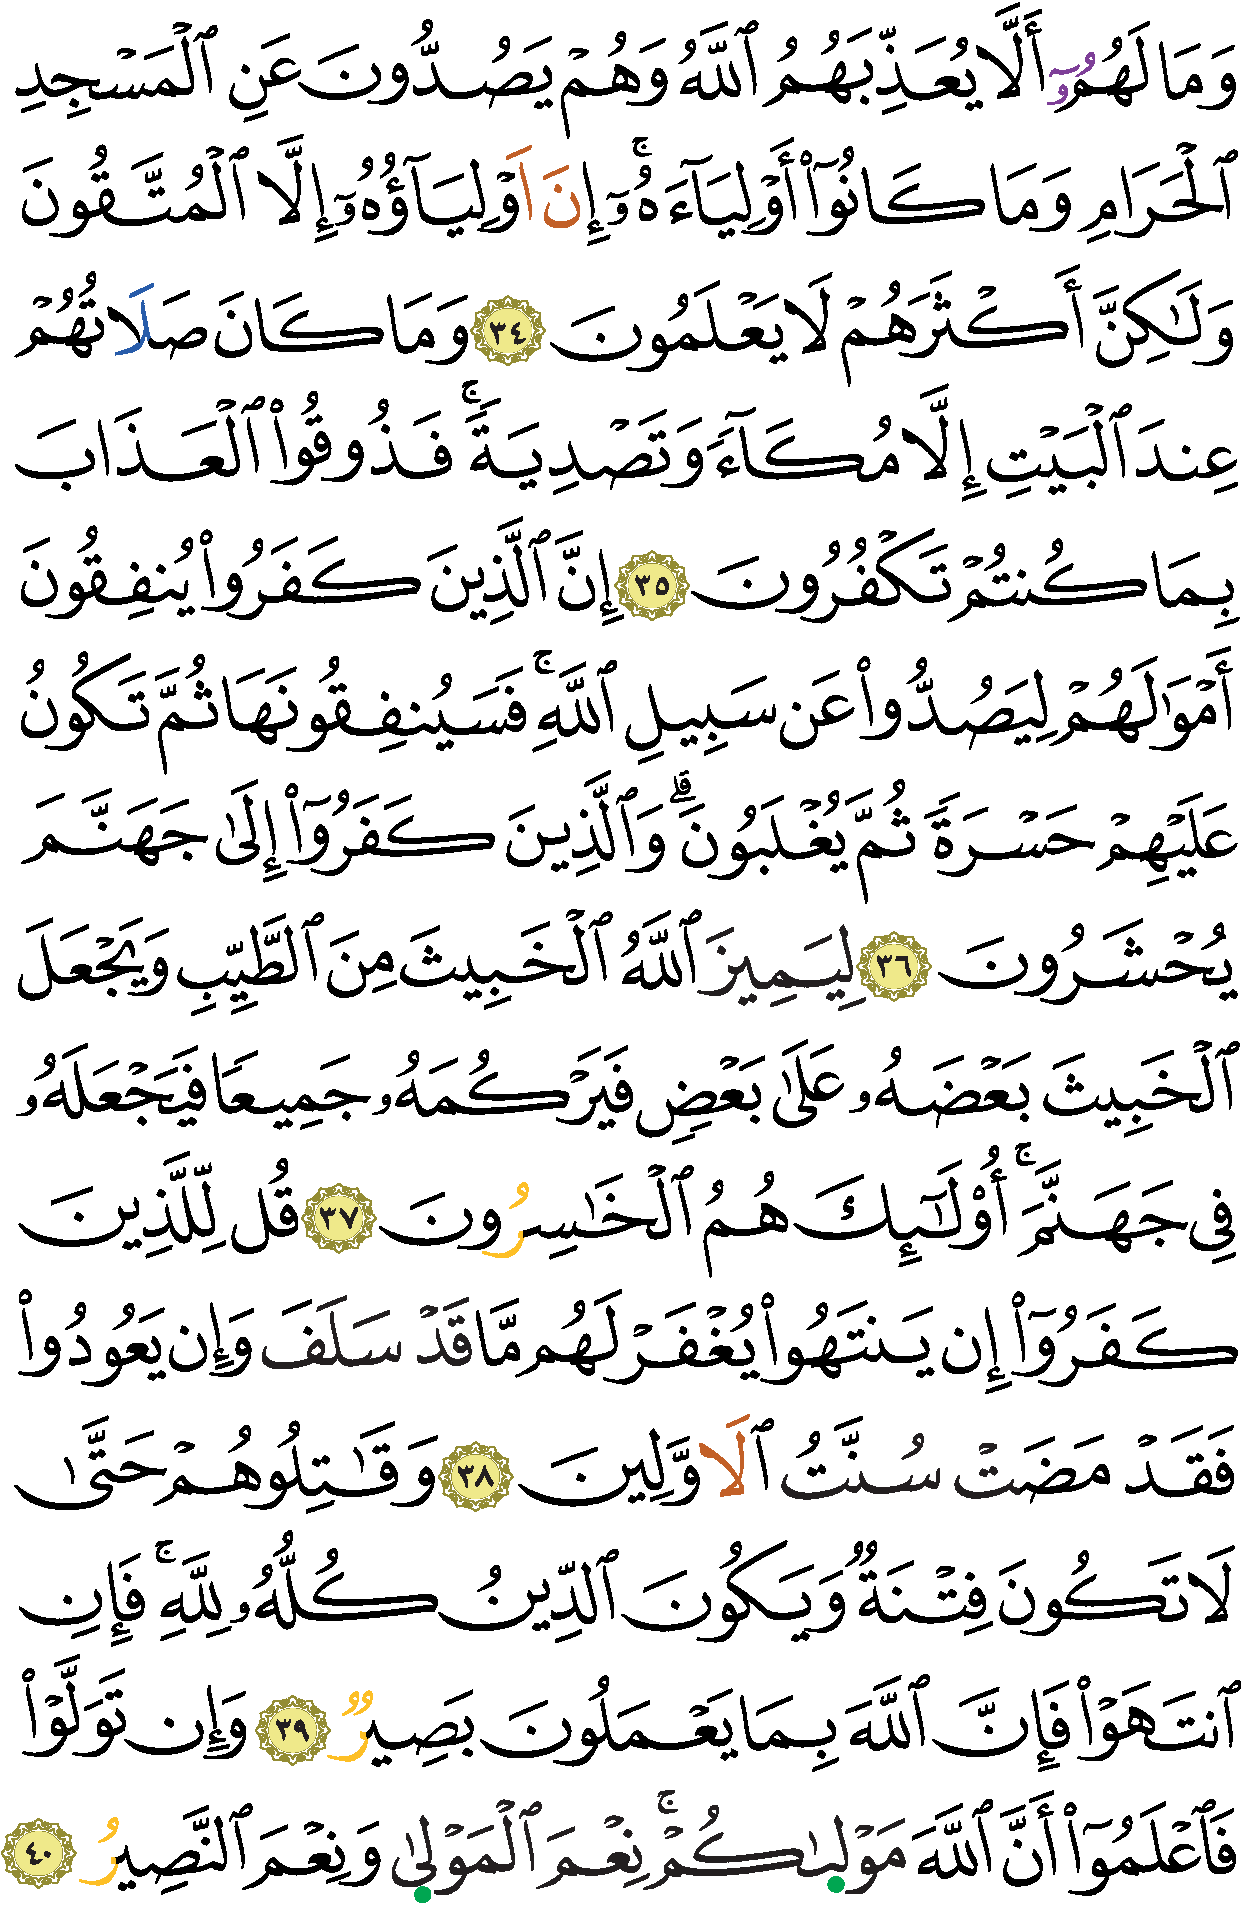 وَمَا لَهُمُۥٓ أَلَّا يُعَذِّبَهُمُ ٱللَّهُ وَهُمْ يَصُدُّونَ عَنِ ٱلْمَسْجِدِ
ٱلْحَرَامِ وَمَا كَانُوٓاْ أَوْلِيَآءَهُۥٓۚ إِنَ اَوْلِيَآؤُهُۥٓ إِلَّا ٱلْمُتَّقُونَ
وَلَٰكِنَّ أَكْثَرَهُمْ لَا يَعْلَمُونَ ٣٤ وَمَا كَانَ صَلَاتُهُمْ
عِندَ ٱلْبَيْتِ إِلَّا مُكَآءً وَتَصْدِيَةًۚ فَذُوقُواْ ٱلْعَذَابَ
بِمَا كُنتُمْ تَكْفُرُونَ ٣٥ إِنَّ ٱلَّذِينَ كَفَرُواْ يُنفِقُونَ
أَمْوَٰلَهُمْ لِيَصُدُّواْ عَن سَبِيلِ ٱللَّهِۚ فَسَيُنفِقُونَهَا ثُمَّ تَكُونُ
عَلَيْهِمْ حَسْرَةً ثُمَّ يُغْلَبُونَۗ وَٱلَّذِينَ كَفَرُوٓاْ إِلَىٰ جَهَنَّمَ
يُحْشَرُونَ ٣٦ لِيَمِيزَ ٱللَّهُ ٱلْخَبِيثَ مِنَ ٱلطَّيِّبِ وَيَجْعَلَ
ٱلْخَبِيثَ بَعْضَهُۥ عَلَىٰ بَعْضٍ فَيَرْكُمَهُۥ جَمِيعًا فَيَجْعَلَهُۥ
فِي جَهَنَّمَۚ أُوْلَٰٓئِكَ هُمُ ٱلْخَٰسِرُونَ ٣٧ قُل لِّلَّذِينَ
كَفَرُوٓاْ إِن يَنتَهُواْ يُغْفَرْ لَهُم مَّا قَدْ سَلَفَ وَإِن يَعُودُواْ
فَقَدْ مَضَتْ سُنَّتُ ٱلَاوَّلِينَ ٣٨ وَقَٰتِلُوهُمْ حَتَّىٰ
لَا تَكُونَ فِتْنَةٌ وَيَكُونَ ٱلدِّينُ كُلُّهُۥ لِلَّهِۚ فَإِنِ
ٱنتَهَوْاْ فَإِنَّ ٱللَّهَ بِمَا يَعْمَلُونَ بَصِيرٌ ٣٩ وَإِن تَوَلَّوْاْ
فَٱعْلَمُوٓاْ أَنَّ ٱللَّهَ مَوْلىٰكُمْۚ نِعْمَ ٱلْمَوْلىٰ وَنِعْمَ ٱلنَّصِيرُ ٤٠